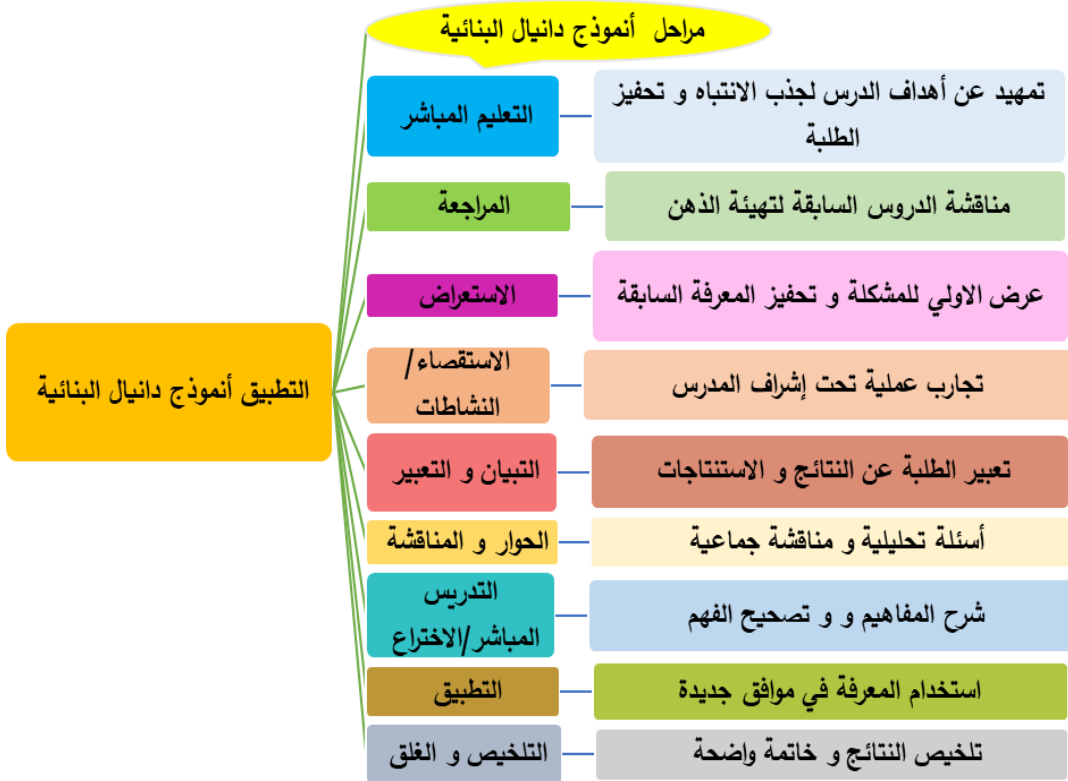 مراحل أنموذج دانيال البنائية
التعليم المباشر
تمهيد عن أهداف الدرس لجذب الانتباه و تحفيز
الطلبة
المراجعة
مناقشة الدروس السابقة لتهيئة الذهن
الاستعراض
عرض الاولي للمشكلة و تحفيز المعرفة السابقة
التطبيق أنموذج دانيال البنائية
الاستقصاء/
النشاطات
تجارب عملية تحت إشراف المدرس
التبيان و التعبير
تعبير الطلبة عن النتائج و الاستنتاجات
الحوار و المناقشة
أسئلة تحليلية و مناقشة جماعية
التدريس
المباشر/الاختراع
شرح المفاهيم و و تصحيح الفهم
التطبيق
استخدام المعرفة في موافق جديدة
التلخيص و الغلق
تلخيص النتائج و خاتمة واضحة